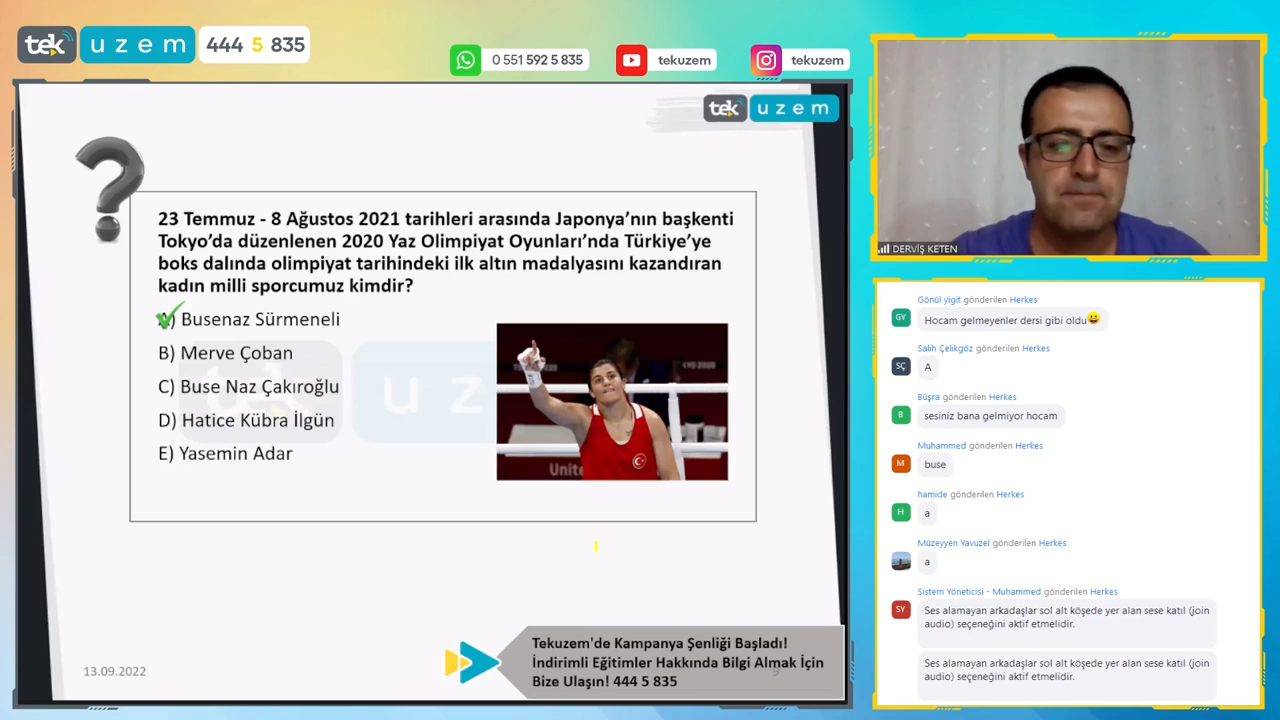 tek uzem 444 5 835
0 551 592 5 835
tekuzem
tekuzem
tek uzem
23 Temmuz - 8 Ağustos 2021 tarihleri arasında Japonya’nın başkenti
Tokyo’da düzenlenen 2020 Yaz Olimpiyat Oyunları’nda Türkiye’ye
boks dalında olimpiyat tarihindeki ilk altın madalyasını kazandıran
kadın milli sporcumuz kimdir?
A) Busenaz Sürmeneli
B) Merve Çoban
C) Buse Naz Çakıroğlu
D) Hatice Kübra İlgün
E) Yasemin Adar
United
13.09.2022
Tekuzem'de Kampanya Şenliği Başladı!
İndirimli Eğitimler Hakkında Bilgi Almak İçin
9
Bize Ulaşın! 444 5 835
DERVİŞ KETEN
Gönül yigit gönderilen Herkes
GY
Hocam gelmeyenler dersi gibi oldu😀
Salih Çelikgöz gönderilen Herkes
SÇ
A
Büşra gönderilen Herkes
B
sesiniz bana gelmiyor hocam
Muhammed gönderilen Herkes
M
buse
hamide gönderilen Herkes
H
a
Müzeyyen Yavuzel gönderilen Herkes
a
Sistem Yöneticisi - Muhammed gönderilen Herkes
SY
Ses alamayan arkadaşlar sol alt köşede yer alan sese katıl (join
audio) seçeneğini aktif etmelidir.
Ses alamayan arkadaşlar sol alt köşede yer alan sese katıl (join
audio) seçeneğini aktif etmelidir.